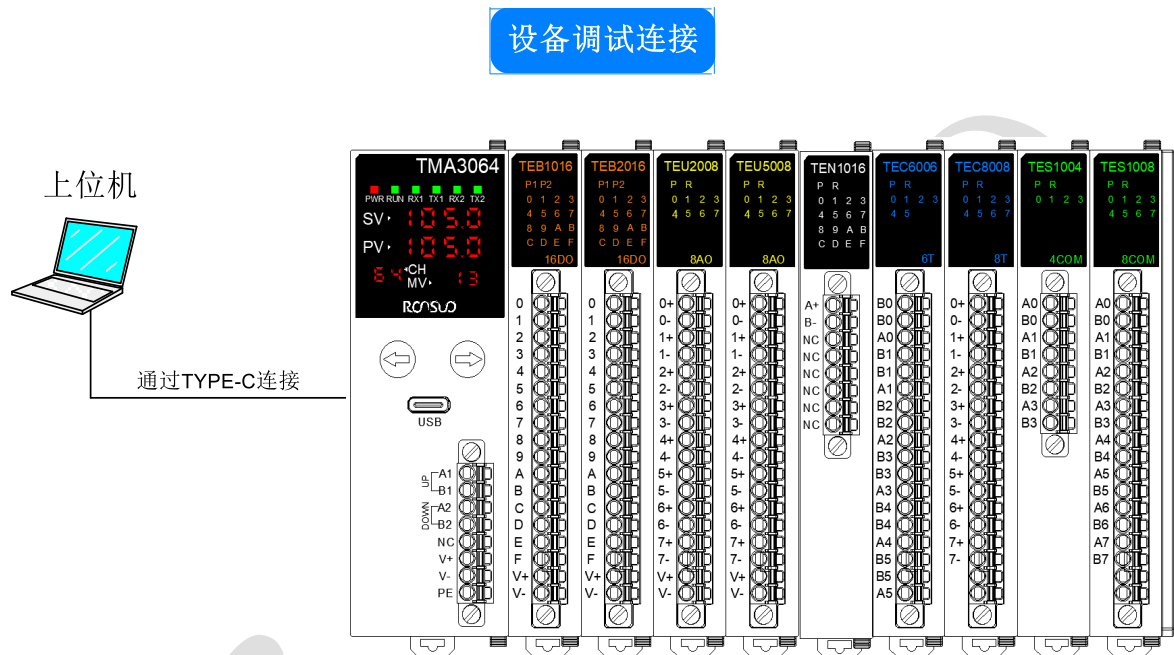 设备调试连接
上位机
通过TYPE-C连接
TMA3064
PWR RUN RX1 TX1 RX2 TX2
SV 105.0
PV 105.0
64 CH
MV 13
RONSUO
USB
UP
A1
B1
DOWN
A2
B2
NC
V+
V-
PE
TEB1016
P1 P2
0 1 2 3
4 5 6 7
8 9 A B
C D E F
16DO
0
1
2
3
4
5
6
7
8
9
A
B
C
D
E
F
V+
V-
TEB2016
P1 P2
0 1 2 3
4 5 6 7
8 9 A B
C D E F
16DO
0
1
2
3
4
5
6
7
8
9
A
B
C
D
E
F
V+
V-
TEU2008
P R
0 1 2 3
4 5 6 7
8AO
0+
0-
1+
1-
2+
2-
3+
3-
4+
4-
5+
5-
6+
6-
7+
7-
V+
V-
TEU5008
P R
0 1 2 3
4 5 6 7
8AO
0+
0-
1+
1-
2+
2-
3+
3-
4+
4-
5+
5-
6+
6-
7+
7-
V+
V-
TEN1016
P R
0 1 2 3
4 5 6 7
8 9 A B
C D E F
A+
B-
NC
NC
NC
NC
NC
NC
TEC6006
P R
0 1 2 3
4 5
6T
B0
B0
A0
B1
B1
A1
B2
B2
A2
B3
B3
A3
B4
B4
A4
B5
B5
A5
TEC8008
P R
0 1 2 3
4 5 6 7
8T
0+
0-
1+
1-
2+
2-
3+
3-
4+
4-
5+
5-
6+
6-
7+
7-
TES1004
P R
0 1 2 3
4COM
A0
B0
A1
B1
A2
B2
A3
B3
TES1008
P R
0 1 2 3
4 5 6 7
8COM
A0
B0
A1
B1
A2
B2
A3
B3
A4
B4
A5
B5
A6
B6
A7
B7